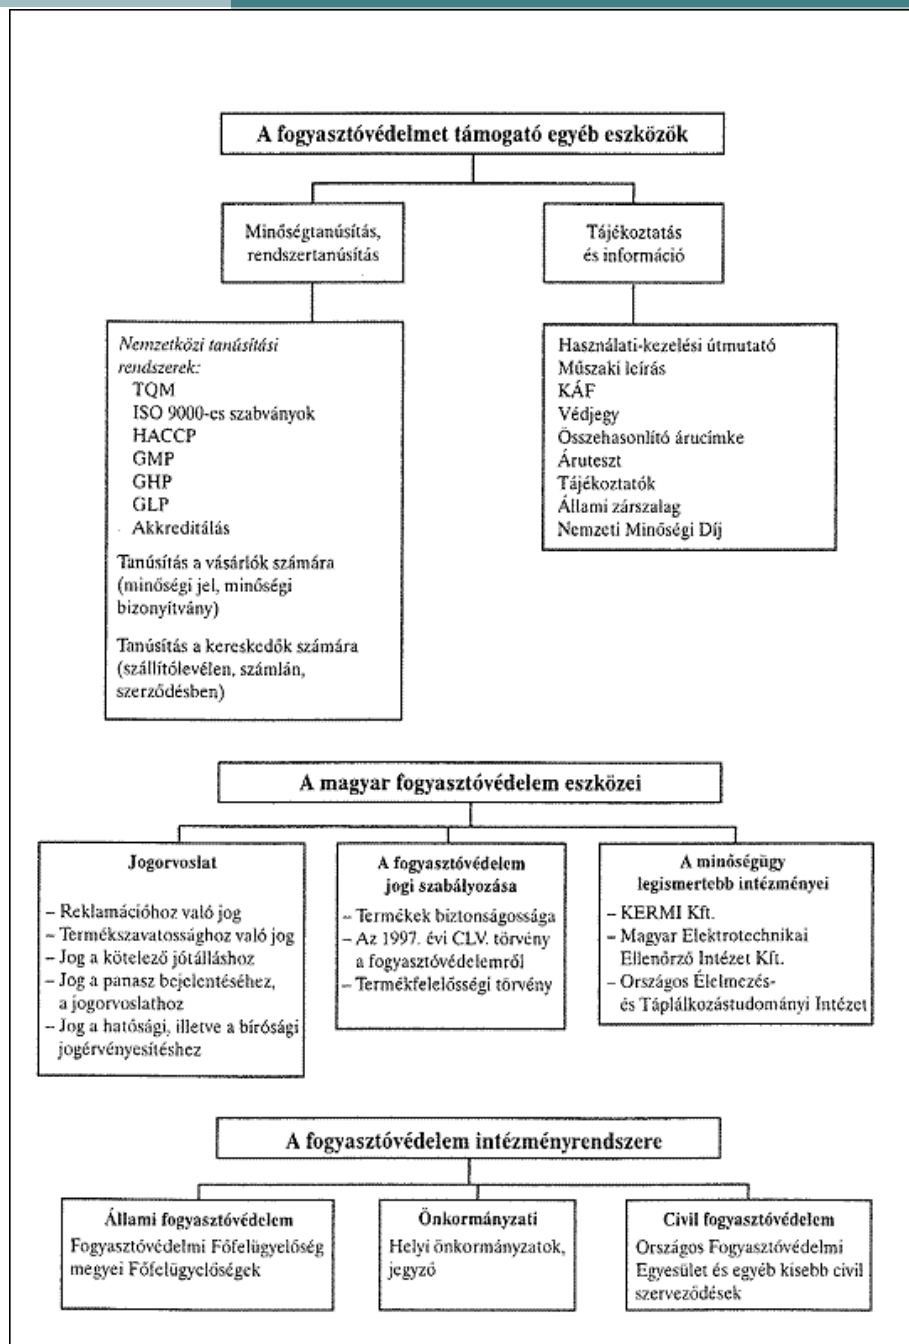 A fogyasztóvédelmet támogató egyéb eszközök
Minőségtanúsítás,
rendszertanúsítás
Nemzetközi tanúsítási
rendszerek:
TQM
ISO 9000-es szabványok
HACCP
GMP
GHP
GLP
Akkreditálás
Tanúsítás a vásárlók számára
(minőségi jel, minőségi
bizonyítvány)
Tanúsítás a kereskedők számára
(szállítólevélen, számlán,
szerződésben)
Tájékoztatás
és információ
Használati-kezelési útmutató
Műszaki leírás
KÁF
Védjegy
Összehasonlító árucímke
Áruteszt
Tájékoztatók
Állami zárszalag
Nemzeti Minőségi Díj
A magyar fogyasztóvédelem eszközei
Jogorvoslat
– Reklamációhoz való jog
– Termékszavatossághoz való jog
– Jog a kötelező jótálláshoz
– Jog a panasz bejelentéséhez,
a jogorvoslathoz
– Jog a hatósági, illetve a bírósági
jogérvényesítéshez
A fogyasztóvédelem
jogi szabályozása
– Termékek biztonságossága
– Az 1997. évi CLV. törvény
a fogyasztóvédelemről
– Termékfelelősségi törvény
A minőségügy
legismertebb intézményei
– KERMI Kft.
– Magyar Elektrotechnikai
Ellenőrző Intézet Kft.
– Országos Élelmezés-
és Táplálkozástudományi Intézet
A fogyasztóvédelem intézményrendszere
Állami fogyasztóvédelem
Fogyasztóvédelmi Főfelügyelőség
megyei Főfelügyelőségek
Önkormányzati
Helyi önkormányzatok,
jegyző
Civil fogyasztóvédelem
Országos Fogyasztóvédelmi
Egyesület és egyéb kisebb civil
szerveződések